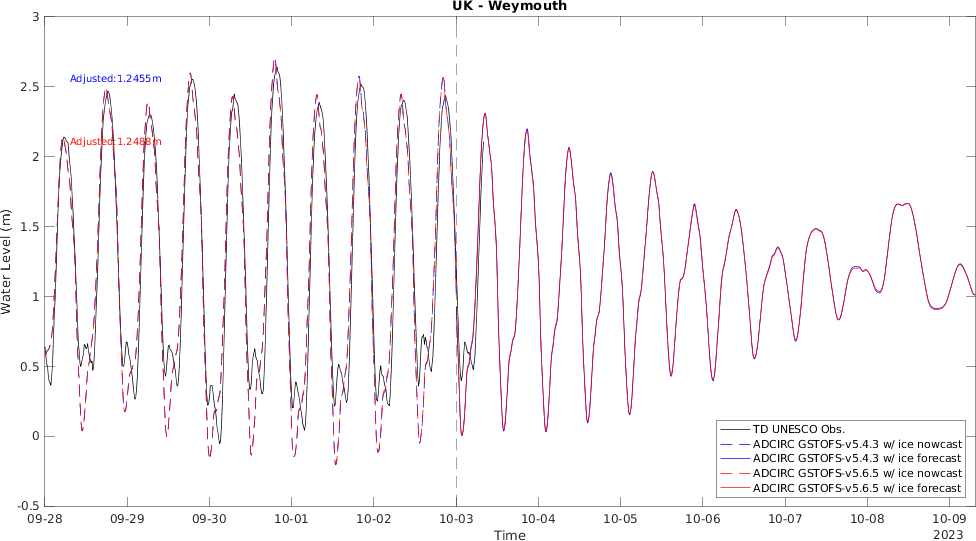 UK - Weymouth
3
2.5
2
1.5
1
0.5
0
-0.5
Water Level (m)
Adjusted:1.2455m
Adjusted:1.2488m
TD UNESCO Obs.
ADCIRC GSTOFS-v5.4.3 w/ ice nowcast
ADCIRC GSTOFS-v5.4.3 w/ ice forecast
ADCIRC GSTOFS-v5.6.5 w/ ice nowcast
ADCIRC GSTOFS-v5.6.5 w/ ice forecast
09-28 09-29 09-30 10-01 10-02 10-03 10-04 10-05 10-06 10-07 10-08 10-09
2023
Time